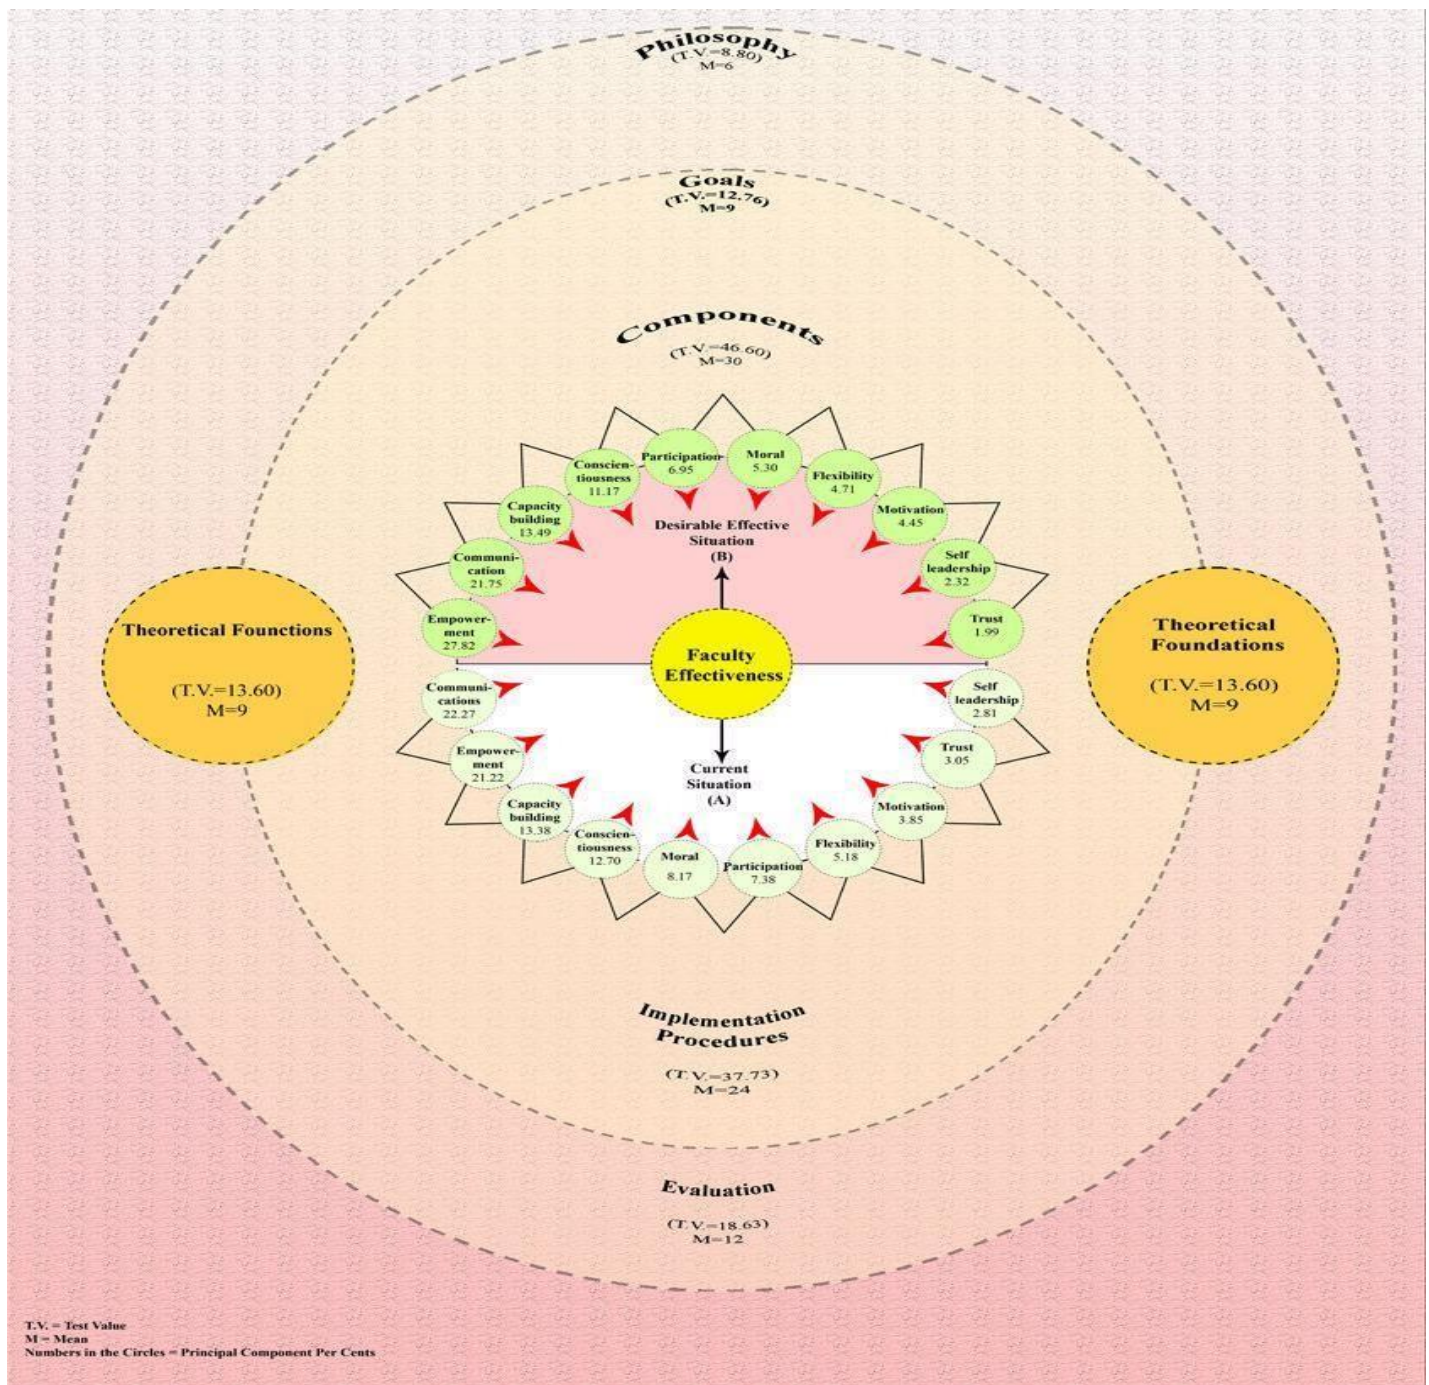 Philosophy
(T.V.=8.80)
M=6
Goals
(T.V.=12.76)
M=9
Components
(T.V.=46.60)
M=30
Participation
6.95
Moral
5.30
Conscien-
tiousness
11.17
Flexibility
4.71
Capacity
building
13.49
Motivation
4.45
Communi-
cation
21.75
Self
leadership
2.32
Empower-
ment
27.82
Trust
1.99
Desirable Effective
Situation
(B)
Theoretical Founctions
(T.V.=13.60)
M=9
Faculty
Effectiveness
Theoretical
Foundations
(T.V.=13.60)
M=9
Current
Situation
(A)
Communi-
cations
22.27
Self
leadership
2.81
Empower-
ment
21.22
Trust
3.05
Capacity
building
13.38
Motivation
3.85
Conscien-
tiousness
12.70
Flexibility
5.18
Moral
8.17
Participation
7.38
Implementation
Procedures
(T.V.=37.73)
M=24
Evaluation
(T.V.=18.63)
M=12
T.V. = Test Value
M = Mean
Numbers in the Circles = Principal Component Per Cents